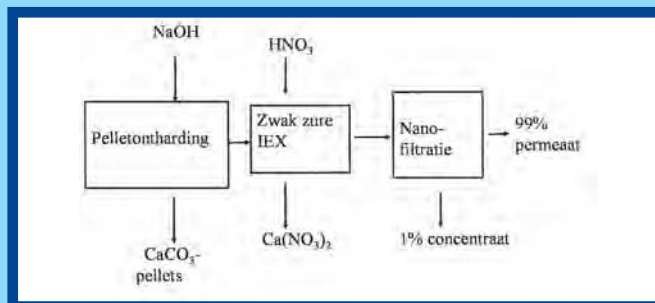 NaOH
HNO₃
Pelletontharding
Zwak zure
IEX
Nano-
filtratie
99%
permeaat
CaCO₃-
pellets
Ca(NO₃)₂
1% concentraat